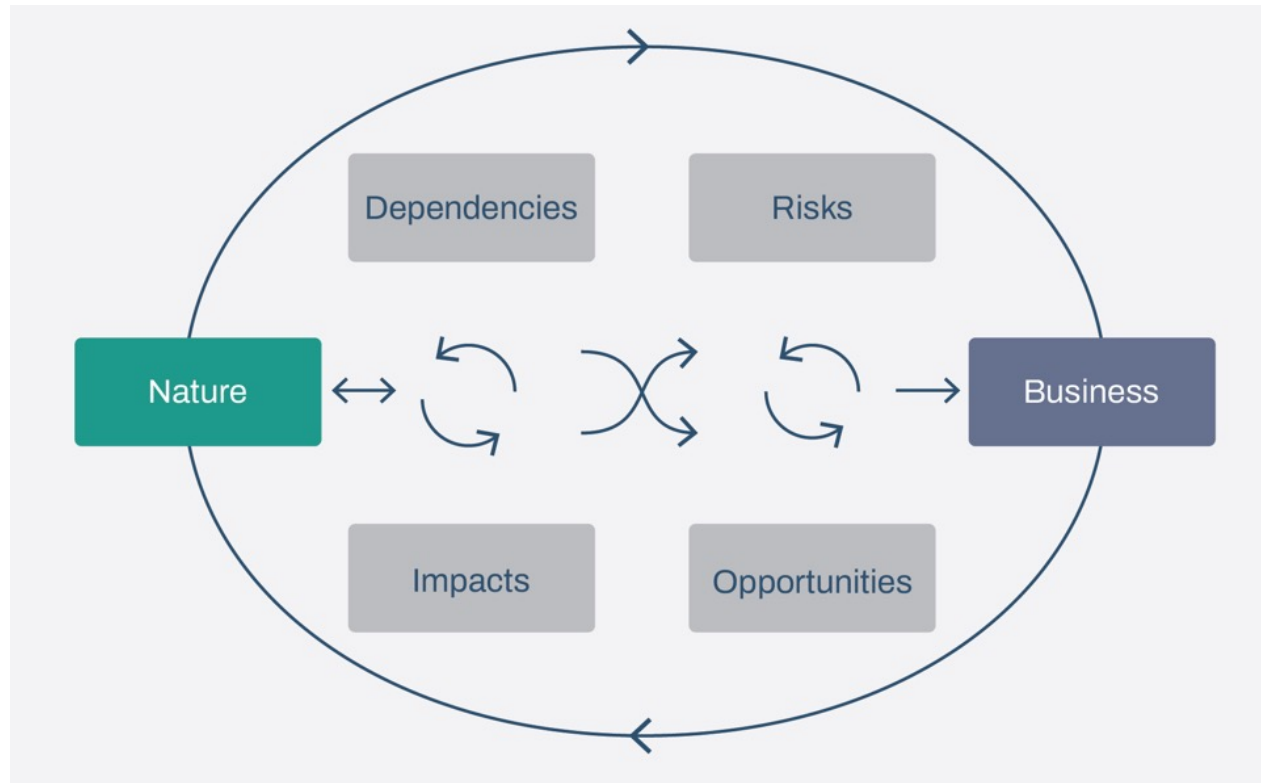 Dependencies
Risks
Nature
Business
Impacts
Opportunities